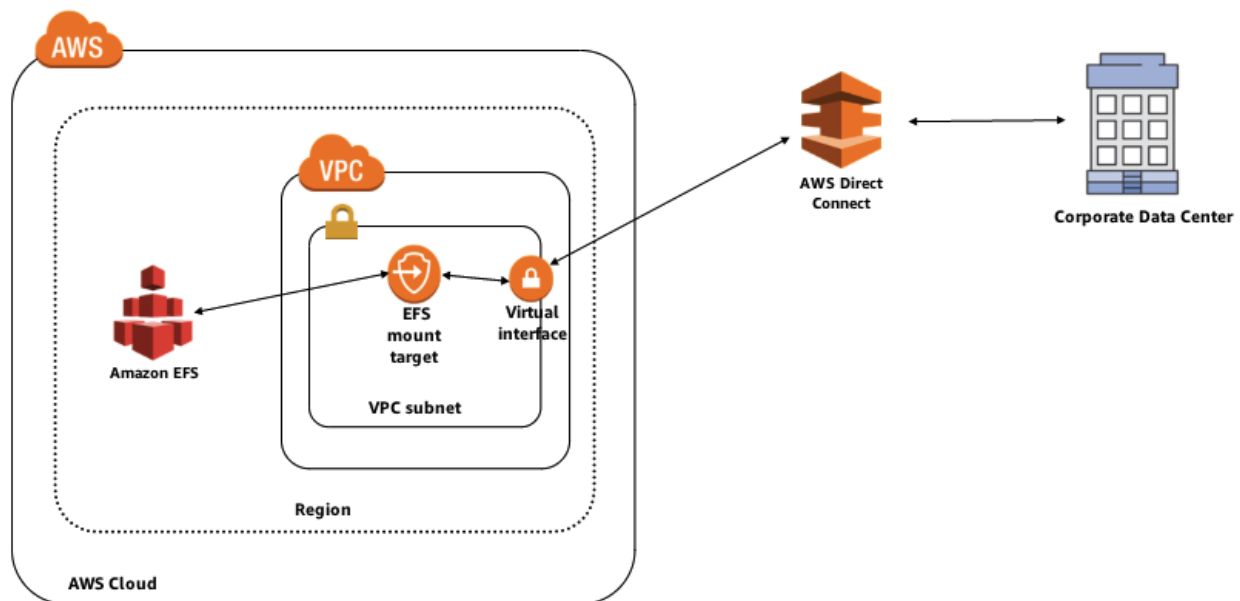 AWS
VPC
AWS Direct
Connect
Corporate Data Center
EFS
mount
target
Virtual
interface
Amazon EFS
VPC subnet
Region
AWS Cloud